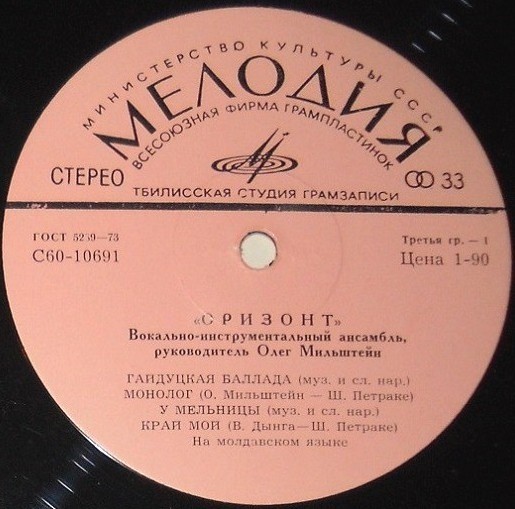 МИНИСТЕРСТВО КУЛЬТУРЫ СССР
МЕЛОДИЯ
ВСЕСОЮЗНАЯ ФИРМА ГРАМПЛАСТИНОК
СТЕРЕО
33
ТБИЛИССКАЯ СТУДИЯ ГРАМЗАПИСИ
ГОСТ 5289—73
Третья гр. — 1
С60-10691
Цена 1-90
«ОРИЗОНТ»
Вокально-инструментальный ансамбль,
руководитель Олег Мильштейн
ГАЙДУЦКАЯ БАЛЛАДА (муз. и сл. нар.)
МОНОЛОГ (О. Мильштейн — Ш. Петраке)
У МЕЛЬНИЦЫ (муз. и сл. нар.)
КРАЙ МОЙ (В. Дынга—Ш. Петраке)
На молдавском языке